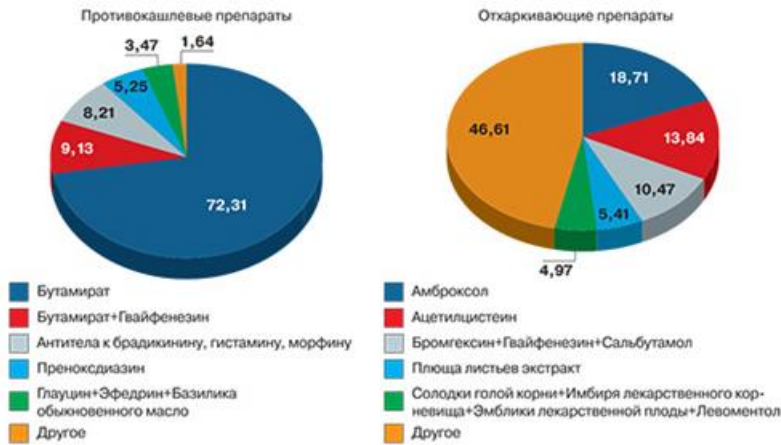 Противокашлевые препараты
3,47
1,64
5,25
8,21
9,13
72,31
Бутамират
Бутамират+Гвайфенезин
Антитела к брадикинину, гистамину, морфину
Преноксдиазин
Глауцин+Эфедрин+Базилика
обыкновенного масло
Другое
Отхаркивающие препараты
18,71
46,61
13,84
10,47
5,41
4,97
Амброксол
Ацетилцистеин
Бромгексин+Гвайфенезин+Сальбутамол
Плюща листьев экстракт
Солодки голой корни+Имбиря лекарственного кор-
невища+Эмблики лекарственной плоды+Левоментол
Другое